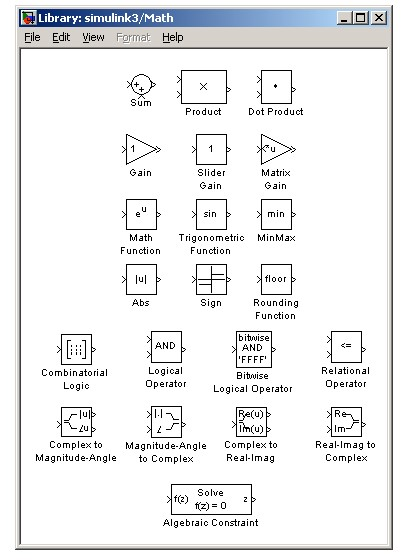 Library: simulink3/Math
File Edit View Format Help
+ +
Sum
×
Product
•
Dot Product
1
Gain
1
Slider
Gain
*u
Matrix
Gain
e^u
Math
Function
sin
Trigonometric
Function
min
MinMax
|u|
Abs
Sign
floor
Rounding
Function
[:::]
Combinatorial
Logic
AND
Logical
Operator
bitwise
AND
'FFFF'
Bitwise
Logical Operator
<=
Relational
Operator
|u|
∠u
Complex to
Magnitude-Angle
|.|
∠
Magnitude-Angle
to Complex
Re(u)
Im(u)
Complex to
Real-Imag
Re
Im
Real-Imag to
Complex
f(z) Solve z
f(z) = 0
Algebraic Constraint